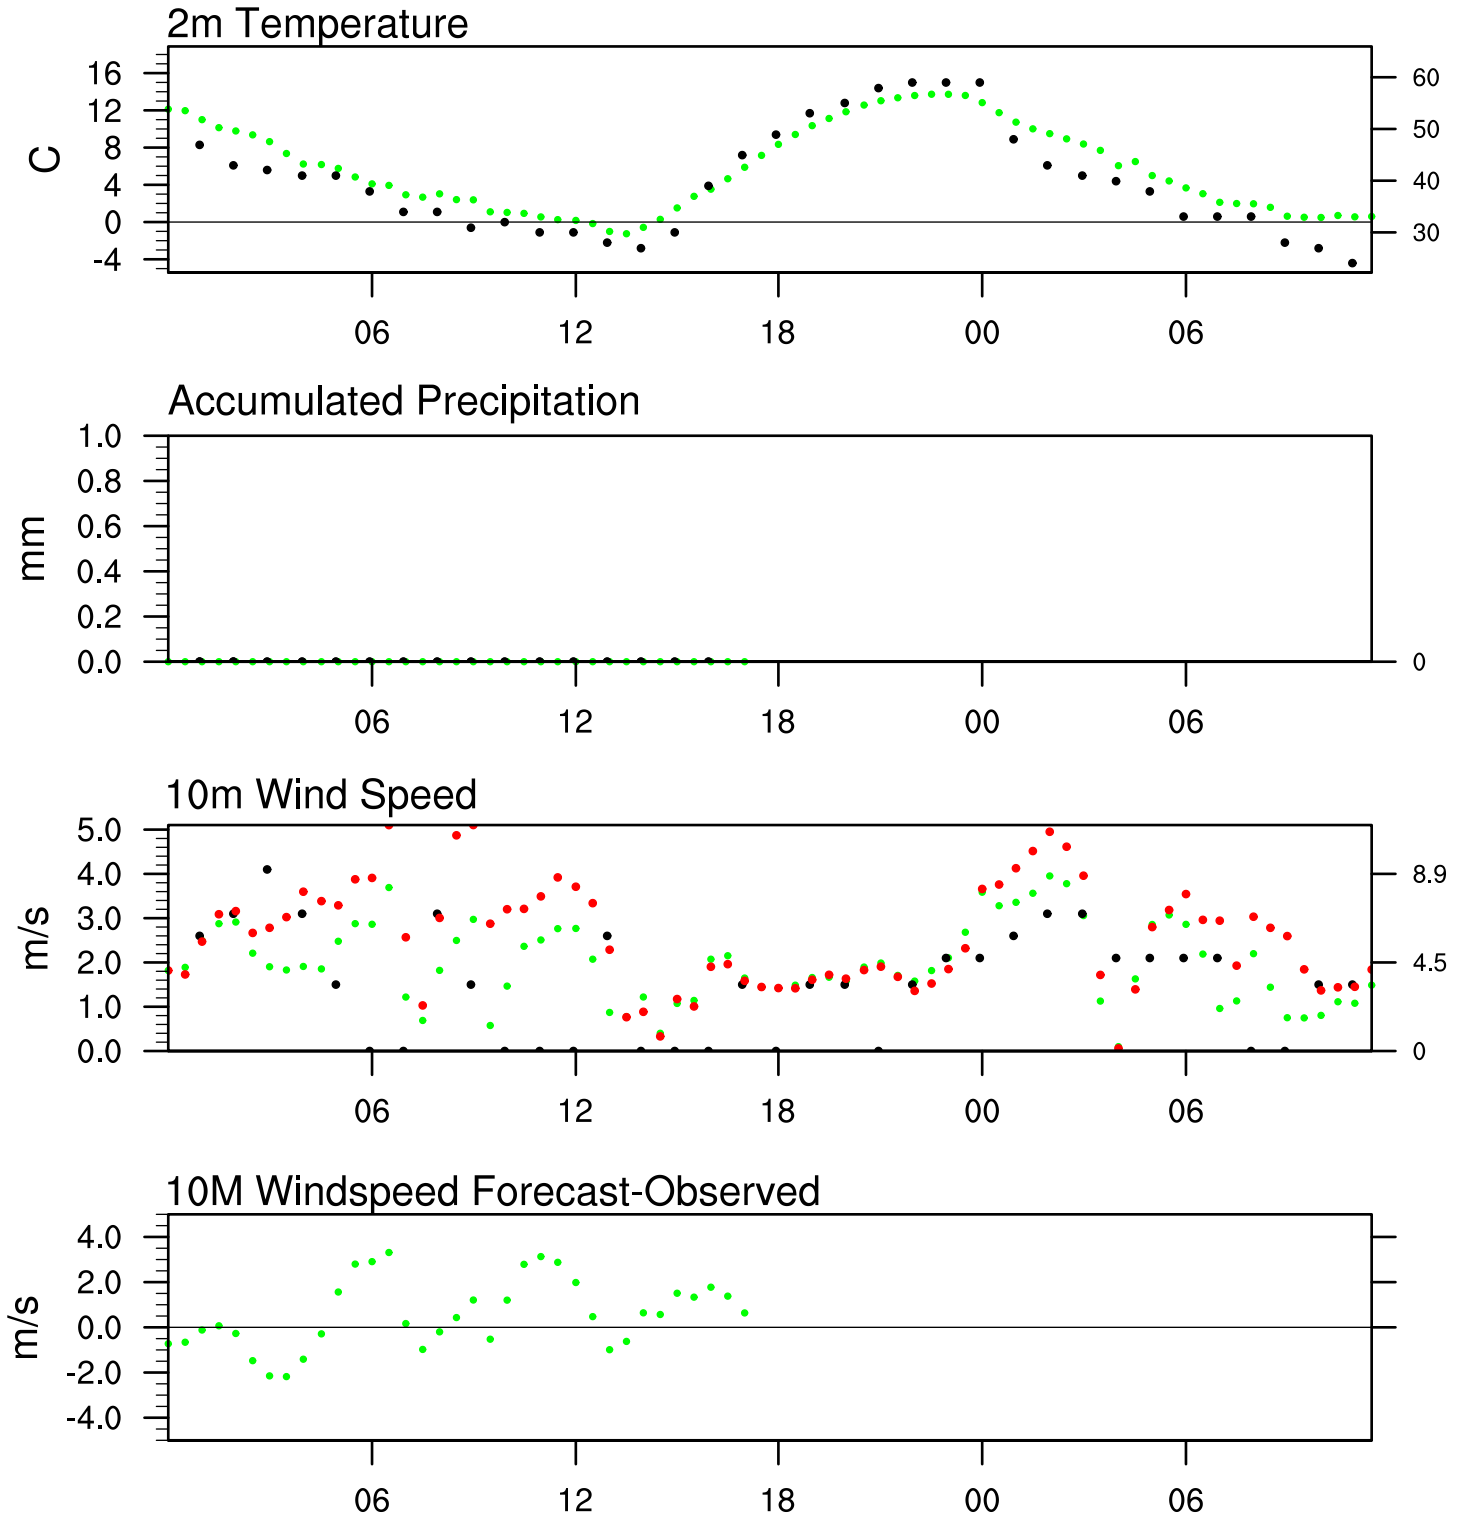 2m Temperature
16
12
8
4
0
-4
C
60
50
40
30
06 12 18 00 06
Accumulated Precipitation
1.0
0.8
0.6
0.4
0.2
0.0
mm
0
06 12 18 00 06
10m Wind Speed
5.0
4.0
3.0
2.0
1.0
0.0
m/s
8.9
4.5
0
06 12 18 00 06
10M Windspeed Forecast-Observed
4.0
2.0
0.0
-2.0
-4.0
m/s
06 12 18 00 06